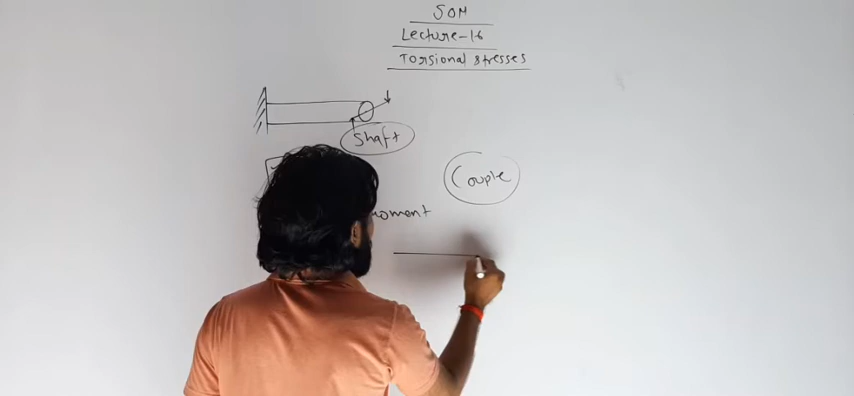 SOM
Lecture-16
Torsional stresses
shaft
Couple
moment